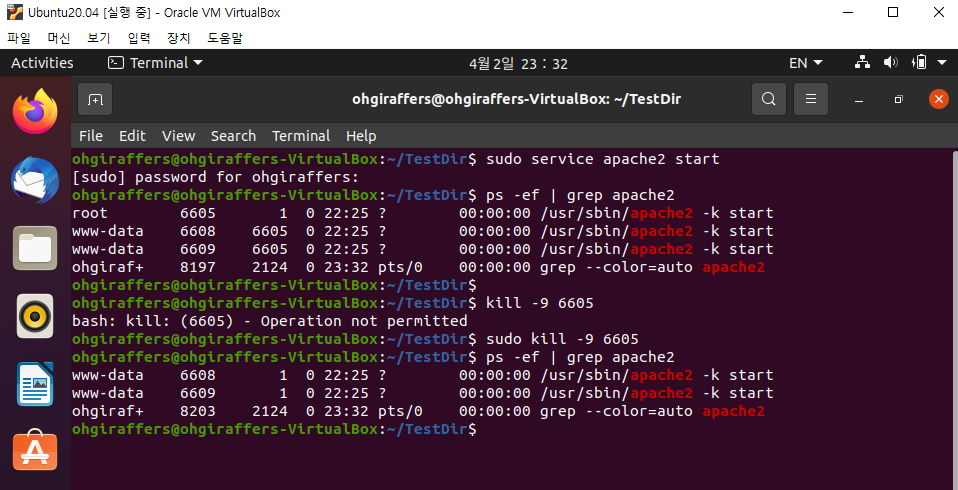 Ubuntu20.04 [실행 중] - Oracle VM VirtualBox
파일 머신 보기 입력 장치 도움말
Activities Terminal 4월 2일 23 : 32 EN
ohgiraffers@ohgiraffers-VirtualBox: ~/TestDir
File Edit View Search Terminal Help
ohgiraffers@ohgiraffers-VirtualBox:~/TestDir$ sudo service apache2 start
[sudo] password for ohgiraffers:
ohgiraffers@ohgiraffers-VirtualBox:~/TestDir$ ps -ef | grep apache2
root        6605       1  0 22:25 ?        00:00:00 /usr/sbin/apache2 -k start
www-data    6608    6605  0 22:25 ?        00:00:00 /usr/sbin/apache2 -k start
www-data    6609    6605  0 22:25 ?        00:00:00 /usr/sbin/apache2 -k start
ohgiraf+    8197    2124  0 23:32 pts/0    00:00:00 grep --color=auto apache2
ohgiraffers@ohgiraffers-VirtualBox:~/TestDir$
ohgiraffers@ohgiraffers-VirtualBox:~/TestDir$ kill -9 6605
bash: kill: (6605) - Operation not permitted
ohgiraffers@ohgiraffers-VirtualBox:~/TestDir$ sudo kill -9 6605
ohgiraffers@ohgiraffers-VirtualBox:~/TestDir$ ps -ef | grep apache2
www-data    6608       1  0 22:25 ?        00:00:00 /usr/sbin/apache2 -k start
www-data    6609       1  0 22:25 ?        00:00:00 /usr/sbin/apache2 -k start
ohgiraf+    8203    2124  0 23:32 pts/0    00:00:00 grep --color=auto apache2
ohgiraffers@ohgiraffers-VirtualBox:~/TestDir$